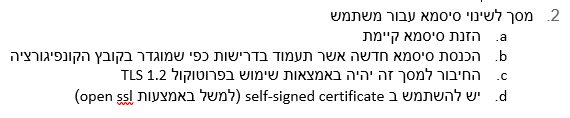 2. מסך לשינוי סיסמא עבור משתמש
a. הזנת סיסמא קיימת
b. הכנסת סיסמא חדשה אשר תעמוד בדרישות כפי שמוגדר בקובץ הקונפיגורציה
c. החיבור למסך זה יהיה באמצאות שימוש בפרוטוקול TLS 1.2
d. יש להשתמש ב self-signed certificate (למשל באמצעות open ssl)